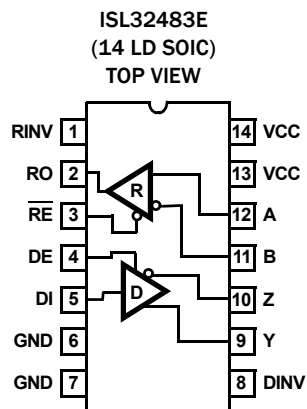 ISL32483E
(14 LD SOIC)
TOP VIEW
RINV 1 14 VCC
RO 2 R 13 VCC
RE 3 12 A
DE 4 11 B
DI 5 D 10 Z
GND 6 9 Y
GND 7 8 DINV